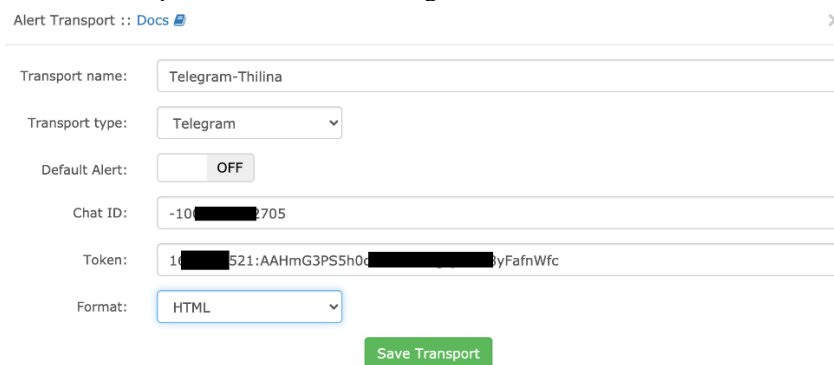 Alert Transport :: Docs
Transport name: Telegram-Thilina
Transport type: Telegram
Default Alert: OFF
Chat ID: -10 2705
Token: 16 521:AAHmG3PS5h0 yFafnWfc
Format: HTML
Save Transport